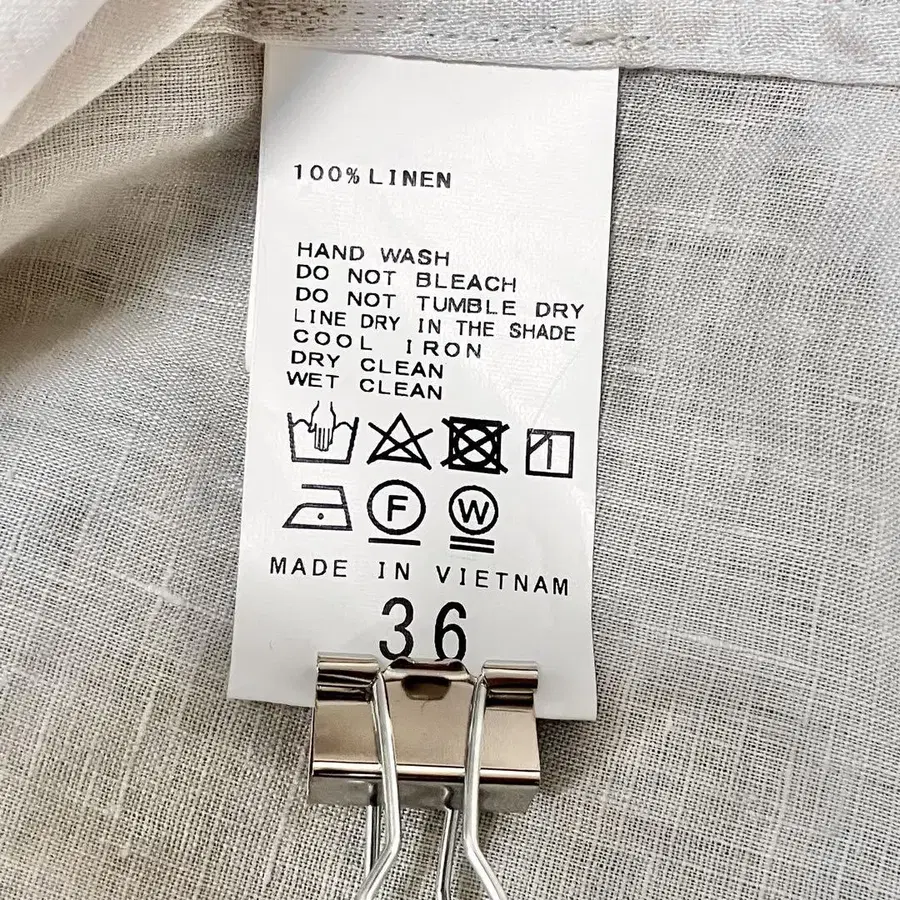 100% LINEN
HAND WASH
DO NOT BLEACH
DO NOT TUMBLE DRY
LINE DRY IN THE SHADE
COOL IRON
DRY CLEAN
WET CLEAN
F W
MADE IN VIETNAM
36